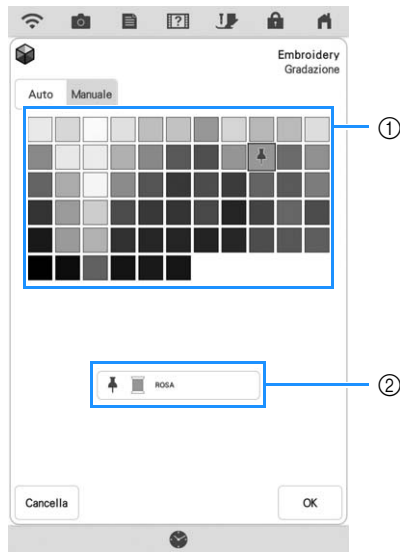 Embroidery
Gradazione
Auto Manuale
①
ROSA
②
Cancella OK